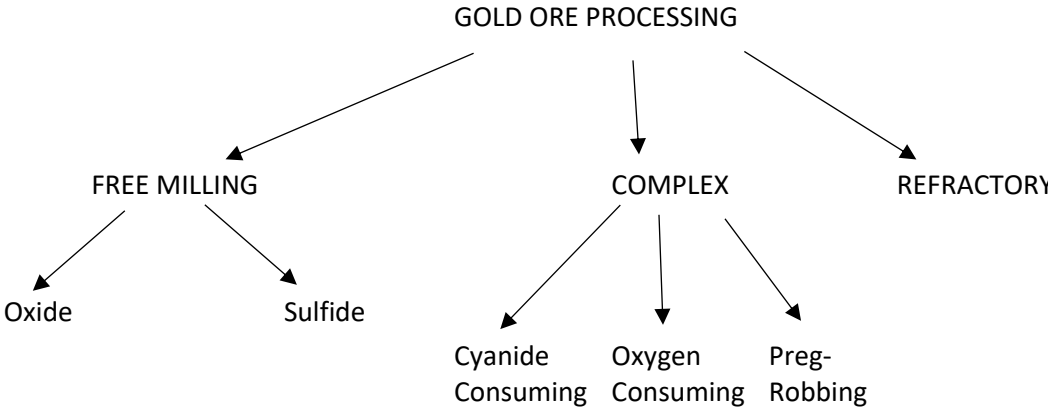 GOLD ORE PROCESSING
FREE MILLING
COMPLEX
REFRACTORY
Oxide
Sulfide
Cyanide
Consuming
Oxygen
Consuming
Preg-
Robbing